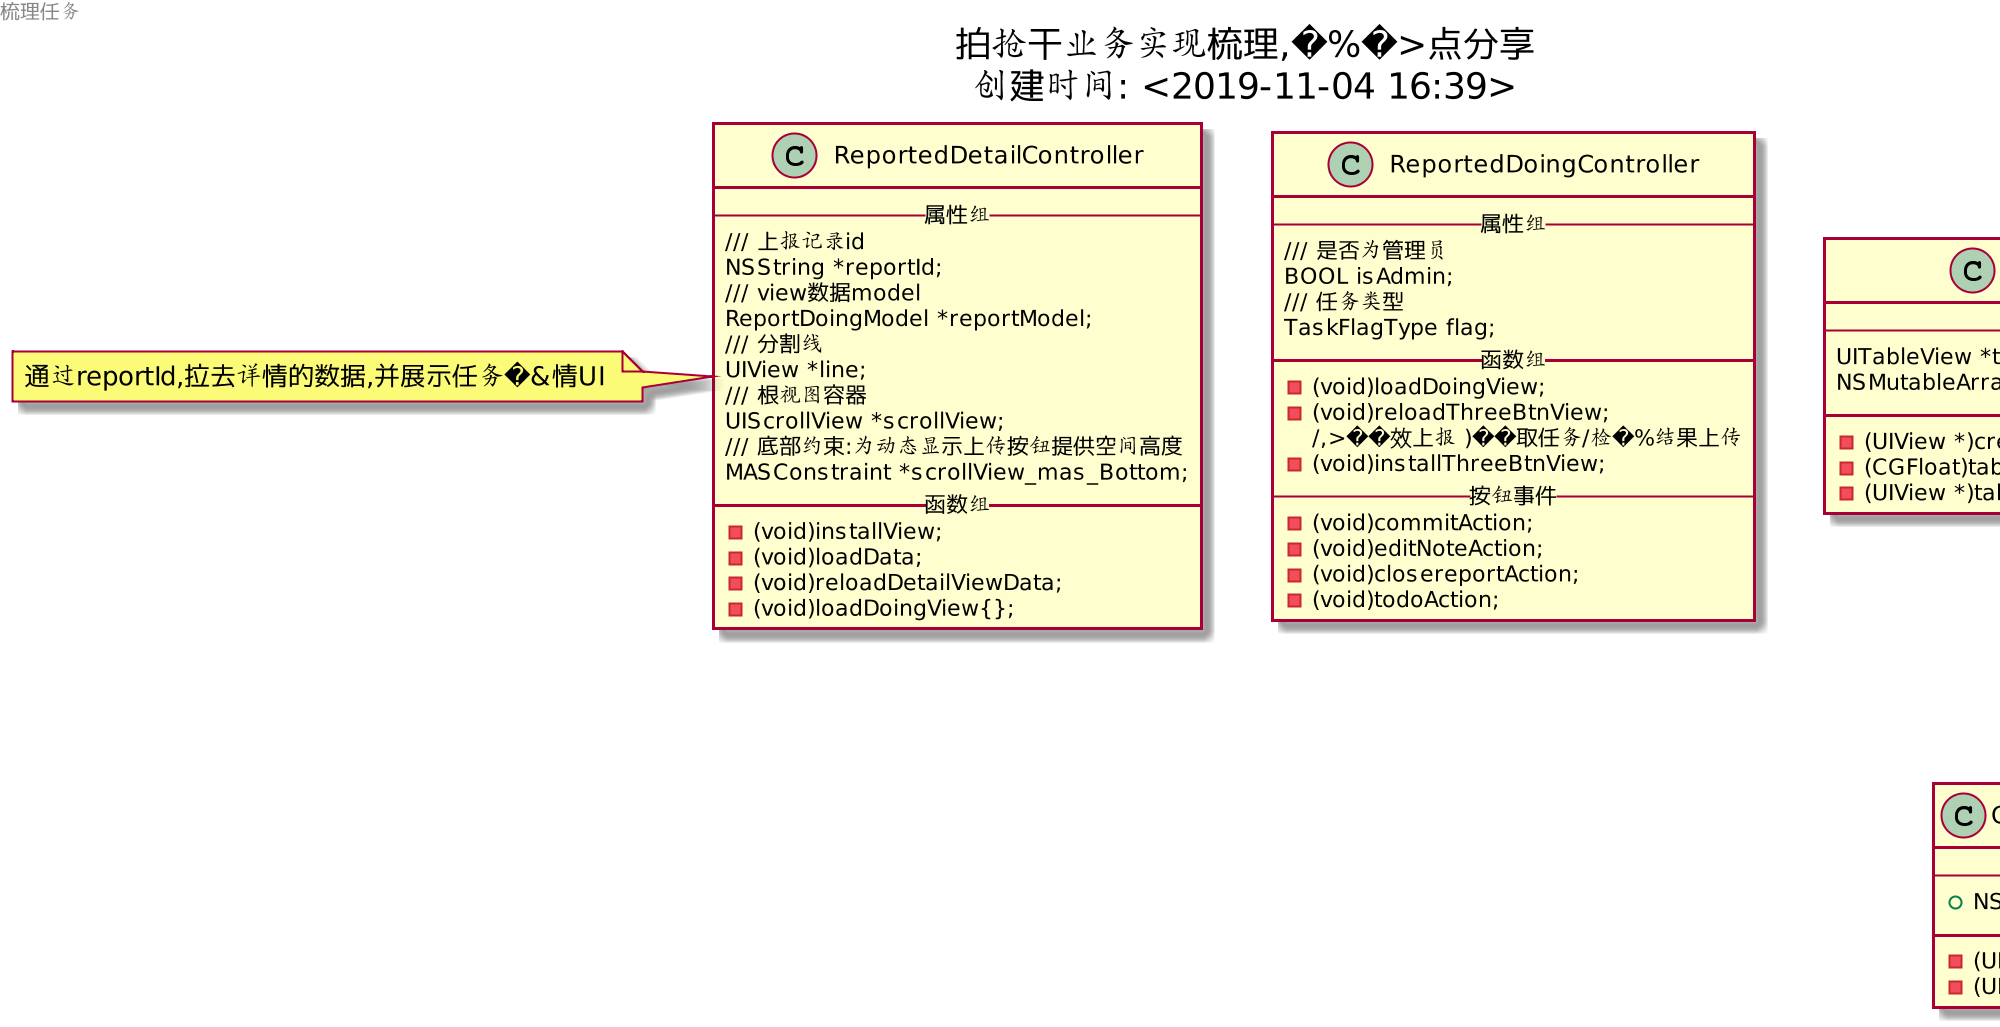 梳理任务
拍抢干业务实现梳理,�%�>点分享
创建时间: <2019-11-04 16:39>
通过reportId,拉去详情的数据,并展示任务�&情UI
C ReportedDetailController
属性组
/// 上报记录id
NSString *reportId;
/// view数据model
ReportDoingModel *reportModel;
/// 分割线
UIView *line;
/// 根视图容器
UIScrollView *scrollView;
/// 底部约束:为动态显示上传按钮提供空间高度
MASConstraint *scrollView_mas_Bottom;
函数组
(void)installView;
(void)loadData;
(void)reloadDetailViewData;
(void)loadDoingView{};
C ReportedDoingController
属性组
/// 是否为管理员
BOOL isAdmin;
/// 任务类型
TaskFlagType flag;
函数组
(void)loadDoingView;
(void)reloadThreeBtnView;
/,>��效上报 )��取任务/检�%结果上传
(void)installThreeBtnView;
按钮事件
(void)commitAction;
(void)editNoteAction;
(void)closereportAction;
(void)todoAction;
C
UITableView *t
NSMutableArra
(UIView *)cre
(CGFloat)tab
(UIView *)tal
C
NS
(UI
(UI